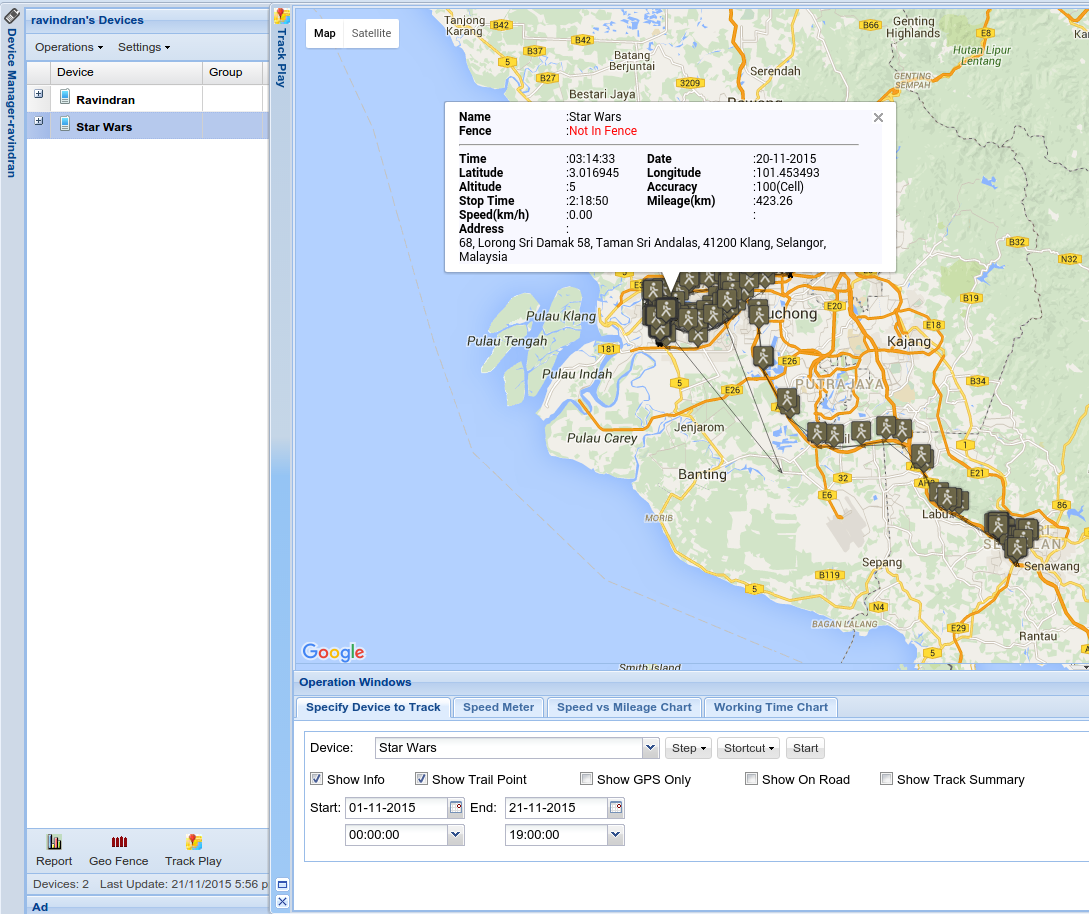 Device Manager-ravindran
ravindran's Devices
Operations
Settings
Device Group
Ravindran
Star Wars
Report
Geo Fence
Track Play
Devices: 2 Last Update: 21/11/2015 5:56 p
Ad
Track Play
Map Satellite
Tanjong
Karang
B42
B37
B42
5
B27
Batang
Berjuntai
Bestari Jaya
3209
Serendah
Rawang
B66
Genting
Highlands
E8
Hutan Lipur
Lentang
GENTING
SEMPAH
Name :Star Wars
Fence :Not In Fence
Time :03:14:33 Date :20-11-2015
Latitude :3.016945 Longitude :101.453493
Altitude :5 Accuracy :100(Cell)
Stop Time :2:18:50 Mileage(km) :423.26
Speed(km/h) :0.00 :
Address :
68, Lorong Sri Damak 58, Taman Sri Andalas, 41200 Klang, Selangor,
Malaysia
B32
N32
B19
E20
E18
Pulau Klang
Pulau Tengah
181
Pulau Indah
uchong
Kajang
E26
5
E26
PUTRAJAYA
B34
Pulau Carey
Jenjarom
1
Banting
32
E21
E6
86
MORIB
Labu
Senawang
Sepang
B119
5
N4
BAGAN LALANG
E29
Rantau
5
Google
Smith Island
Operation Windows
Specify Device to Track Speed Meter Speed vs Mileage Chart Working Time Chart
Device: Star Wars Step Stortcut Start
Show Info Show Trail Point Show GPS Only Show On Road Show Track Summary
Start: 01-11-2015 End: 21-11-2015
00:00:00 19:00:00